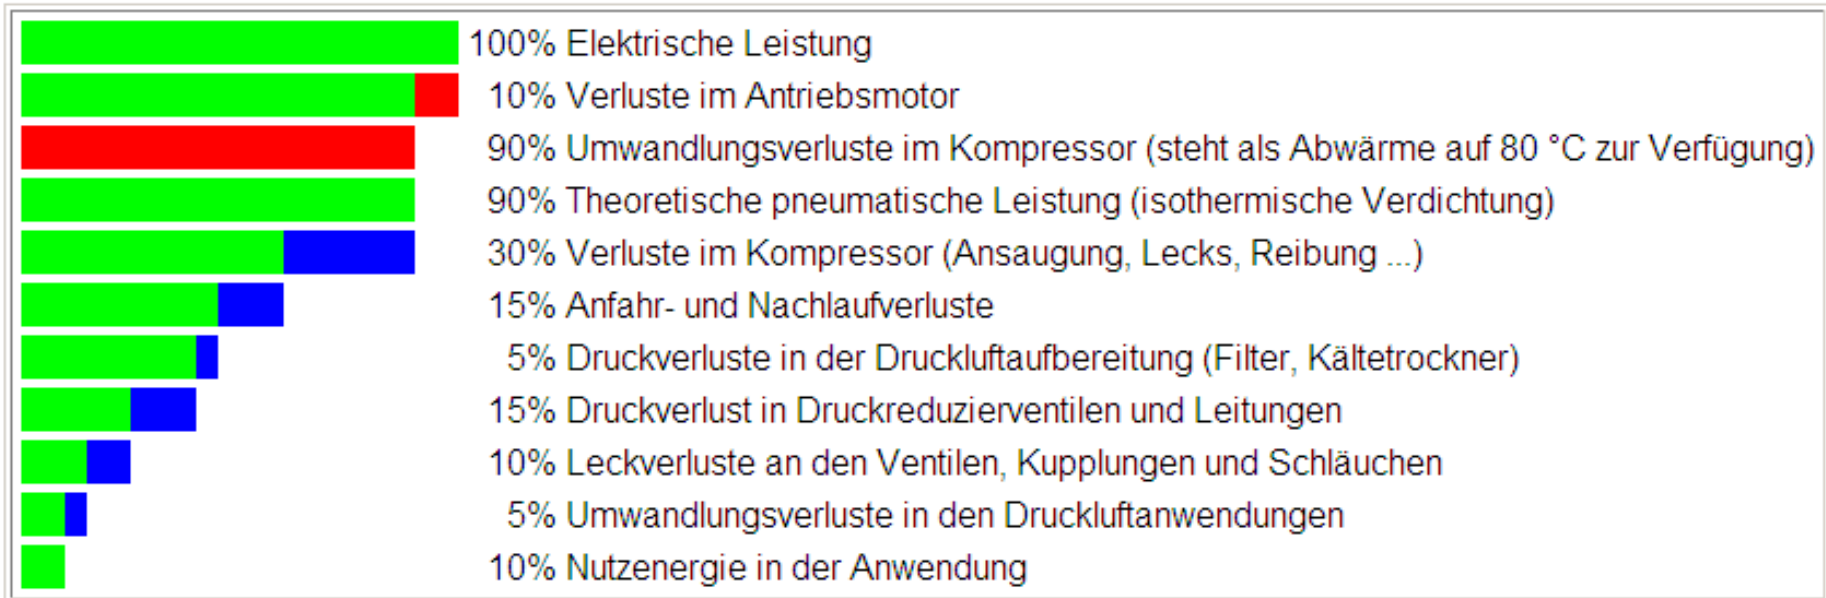 100% Elektrische Leistung
10% Verluste im Antriebsmotor
90% Umwandlungsverluste im Kompressor (steht als Abwärme auf 80 °C zur Verfügung)
90% Theoretische pneumatische Leistung (isothermische Verdichtung)
30% Verluste im Kompressor (Ansaugung, Lecks, Reibung ...)
15% Anfahr- und Nachlaufverluste
5% Druckverluste in der Druckluftaufbereitung (Filter, Kältetrockner)
15% Druckverlust in Druckreduzierventilen und Leitungen
10% Leckverluste an den Ventilen, Kupplungen und Schläuchen
5% Umwandlungsverluste in den Druckluftanwendungen
10% Nutzenergie in der Anwendung